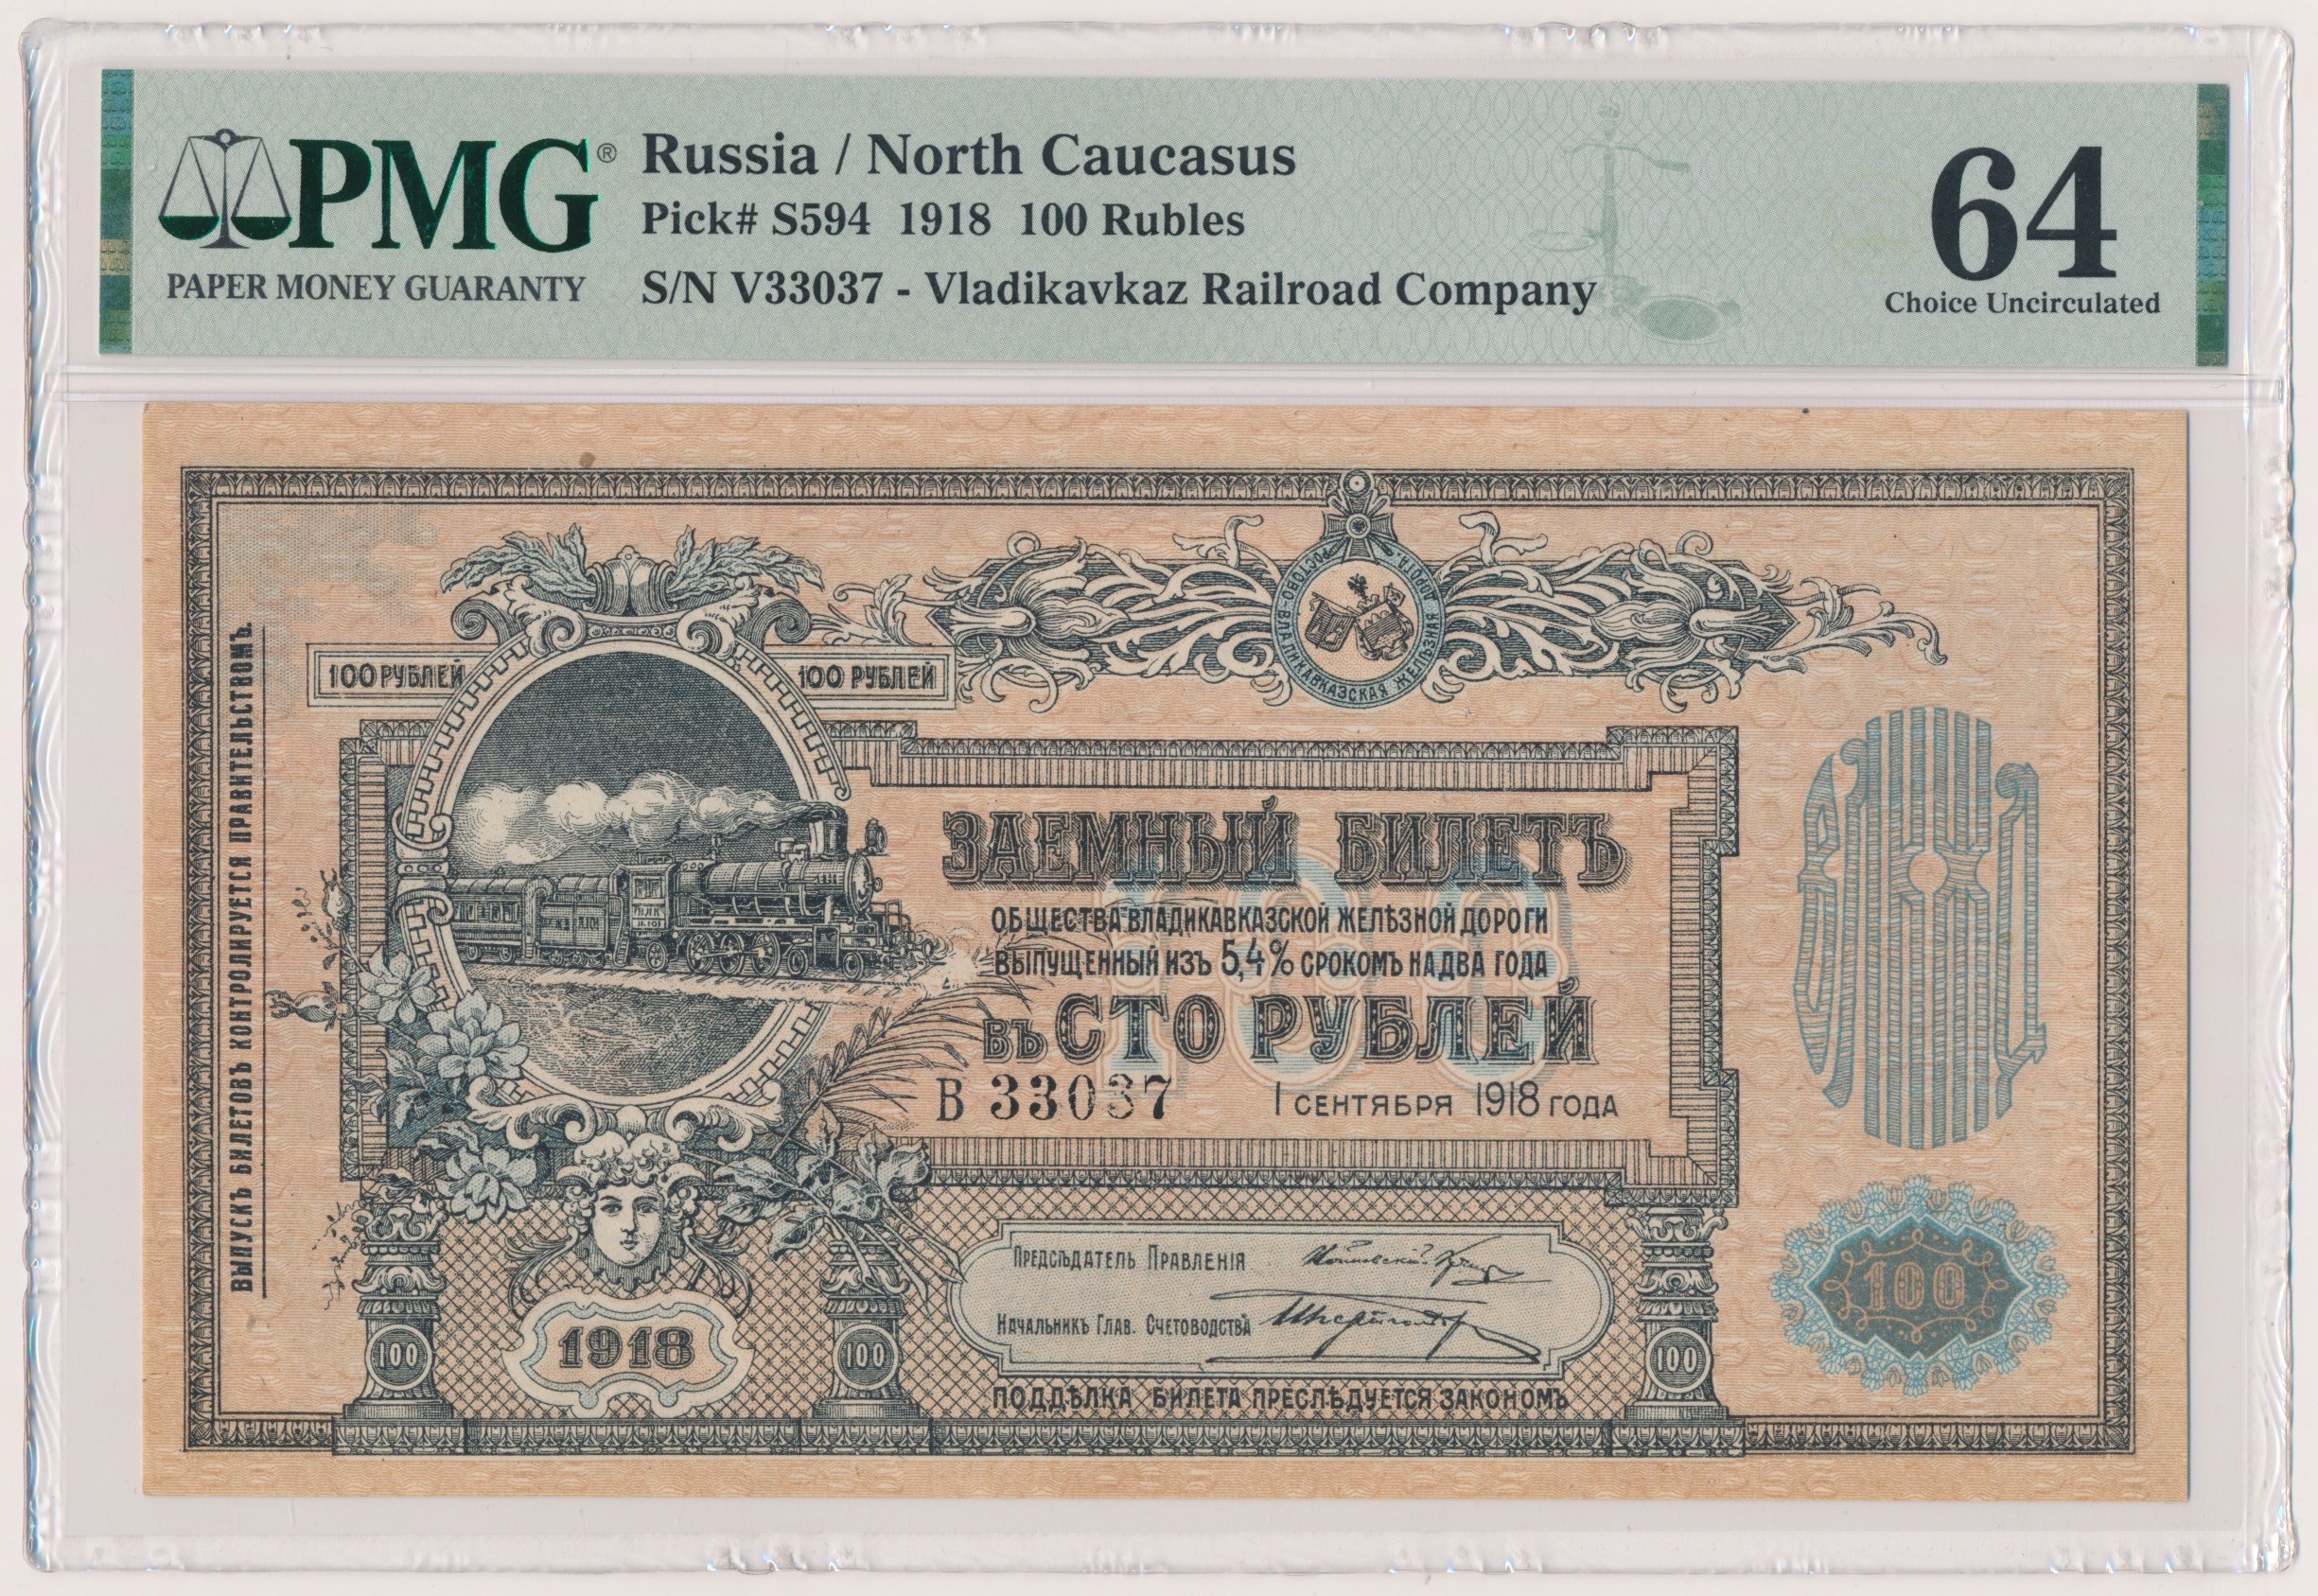 PMG®
PAPER MONEY GUARANTY
Russia / North Caucasus
Pick# S594 1918 100 Rubles
S/N V33037 - Vladikavkaz Railroad Company
64
Choice Uncirculated
ВЫПУСКЪ БИЛЕТОВЪ КОНТРОЛИРУЕТСЯ ПРАВИТЕЛЬСТВОМЪ.
100 РУБЛЕЙ
100 РУБЛЕЙ
РОСТОВО-ВЛАДИКАВКАЗСКАЯ ЖЕЛѢЗНАЯ ДОРОГА
ЗАЕМНЫЙ БИЛЕТЪ
ОБЩЕСТВА ВЛАДИКАВКАЗСКОЙ ЖЕЛѢЗНОЙ ДОРОГИ
ВЫПУЩЕННЫЙ ИЗЪ 5,4% СРОКОМЪ НА ДВА ГОДА
100
ВЪ СТО РУБЛЕЙ
В 33037
1 СЕНТЯБРЯ 1918 ГОДА
ПРЕДСѢДАТЕЛЬ ПРАВЛЕНІЯ
НАЧАЛЬНИКЪ ГЛАВ. СЧЕТОВОДСТВА
1918
100
100
100
100
ПОДДѢЛКА БИЛЕТА ПРЕСЛѢДУЕТСЯ ЗАКОНОМЪ